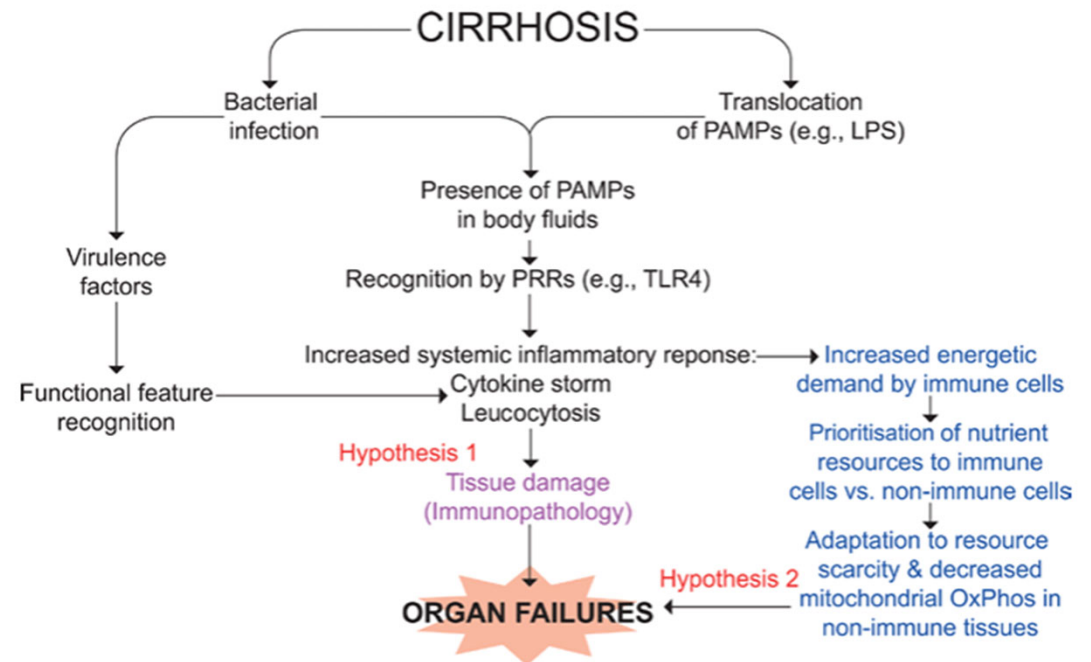 CIRRHOSIS
Bacterial
infection
Translocation
of PAMPs (e.g., LPS)
Presence of PAMPs
in body fluids
Virulence
factors
Recognition by PRRs (e.g., TLR4)
Increased systemic inflammatory reponse:
Cytokine storm
Leucocytosis
Functional feature
recognition
Increased energetic
demand by immune cells
Prioritisation of nutrient
resources to immune
cells vs. non-immune cells
Hypothesis 1
Tissue damage
(Immunopathology)
Adaptation to resource
scarcity & decreased
mitochondrial OxPhos in
non-immune tissues
Hypothesis 2
ORGAN FAILURES